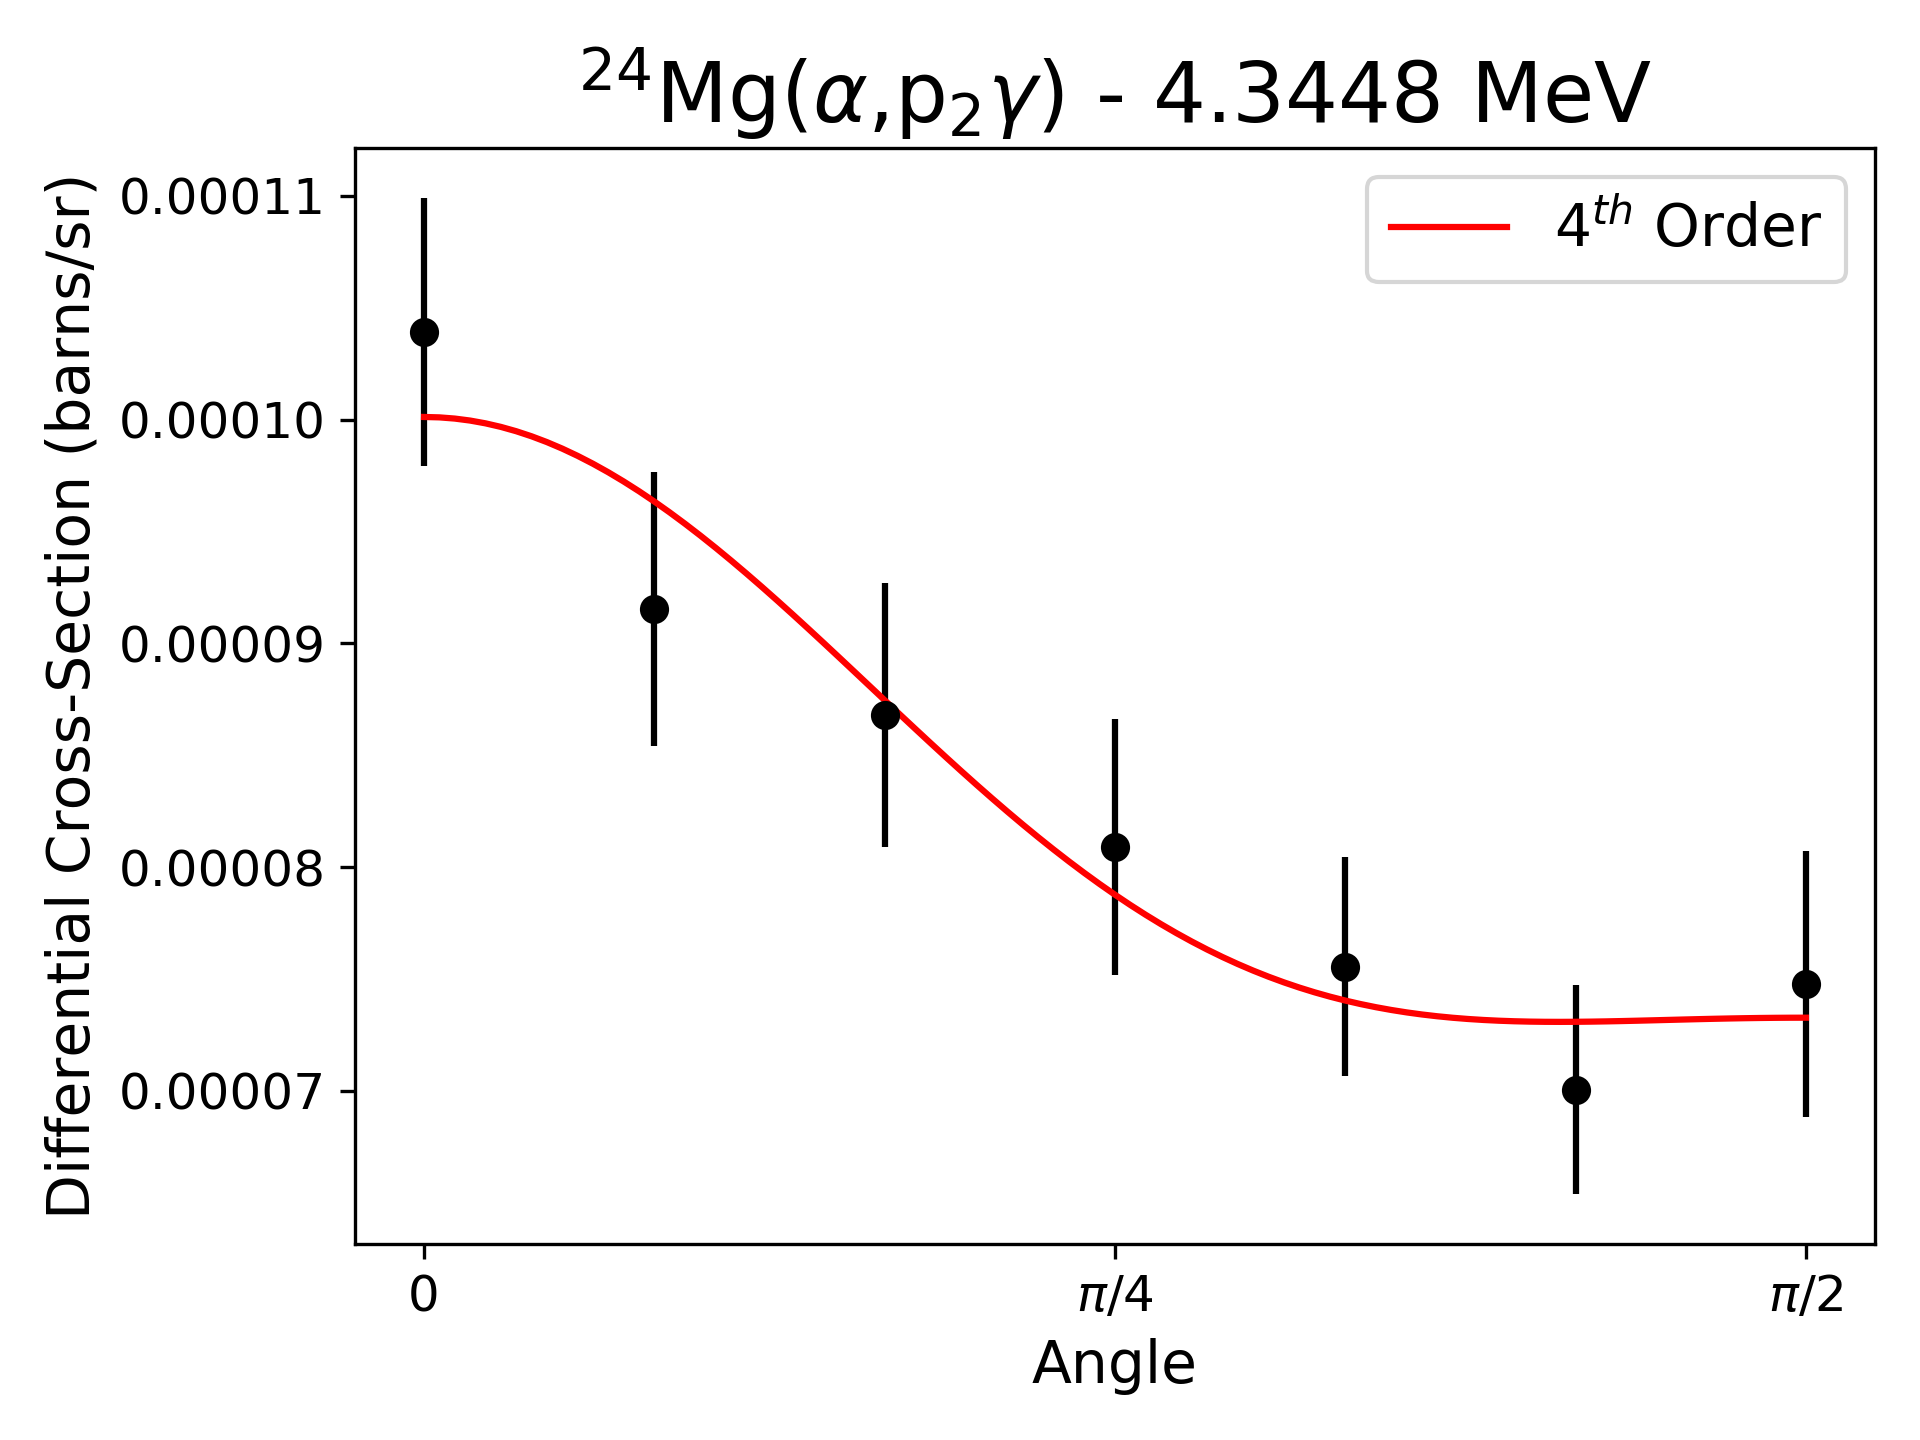 ²⁴Mg(α,p₂γ) - 4.3448 MeV
4ᵗʰ Order
Differential Cross-Section (barns/sr)
0.00011
0.00010
0.00009
0.00008
0.00007
0 π/4 π/2
Angle